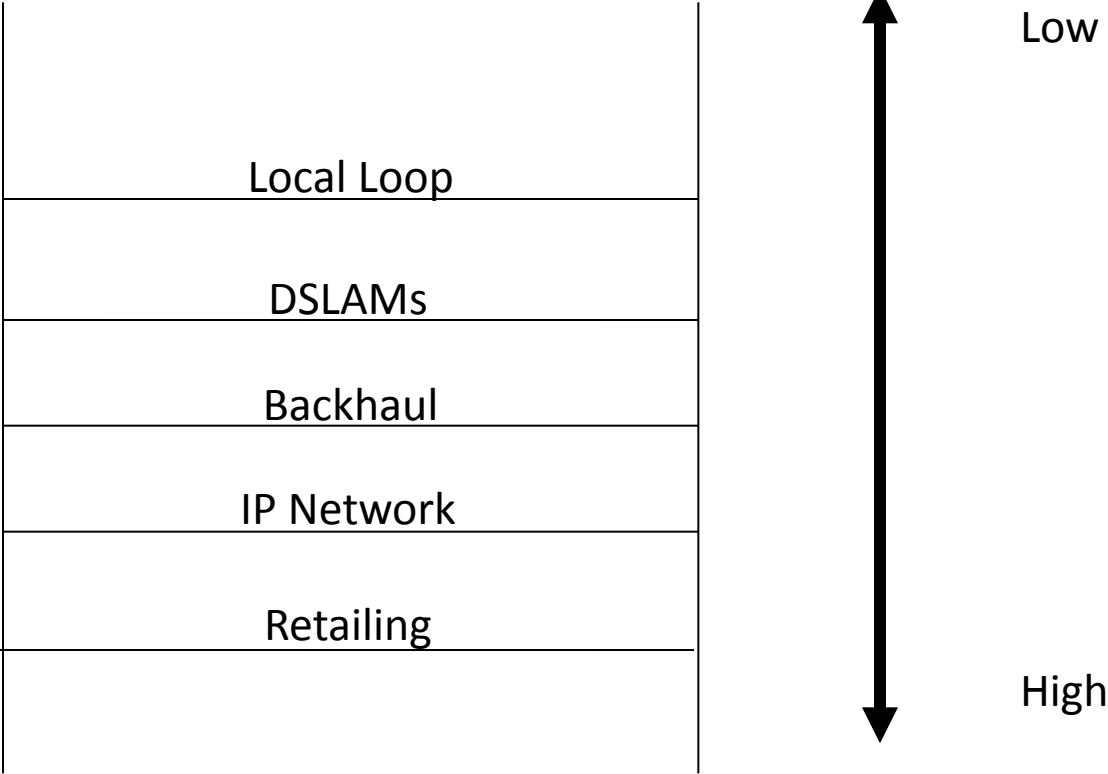 Low
Local Loop
DSLAMs
Backhaul
IP Network
Retailing
High